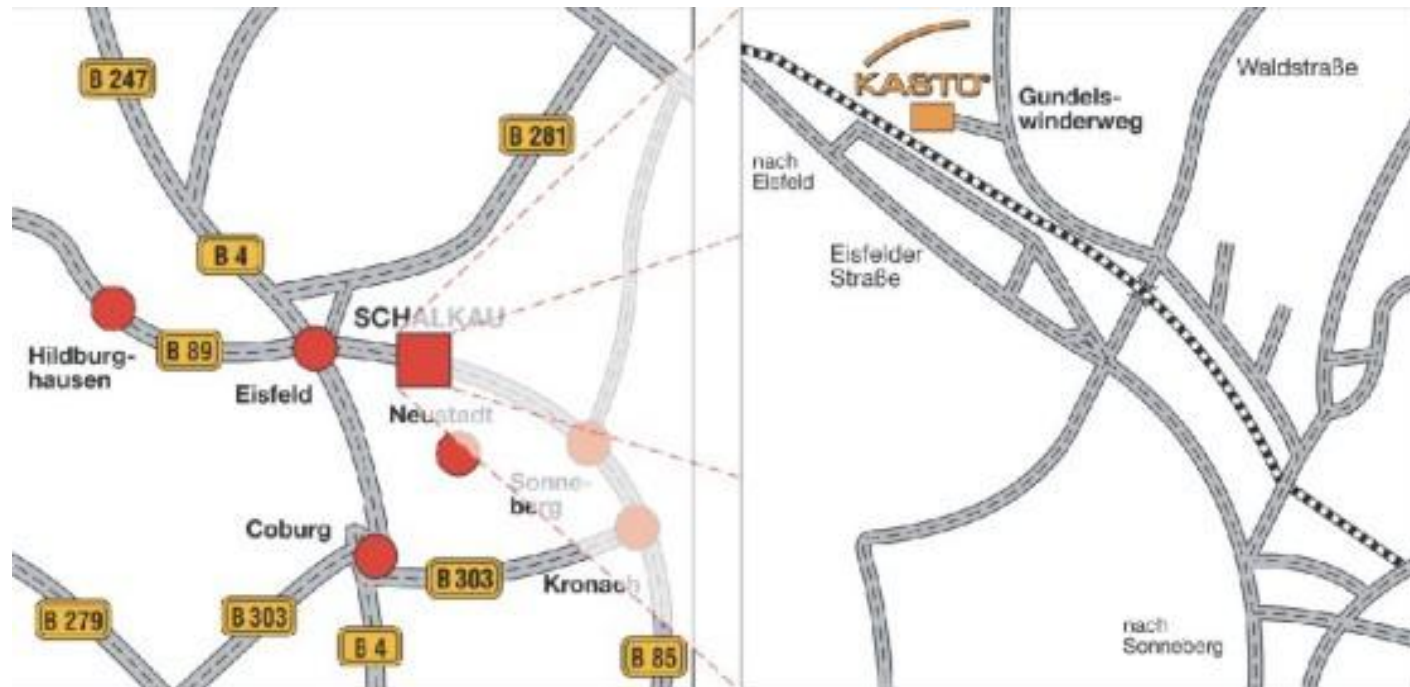 B 247
B 281
B 4
SCHALKAU
Hildburg-
hausen
B 89
Eisfeld
Neustadt
Sonne-
berg
Coburg
B 303
Kronach
B 279
B 303
B 4
B 85
KASTO
Gundels-
winderweg
Waldstraße
nach
Eisfeld
Eisfelder
Straße
nach
Sonneberg